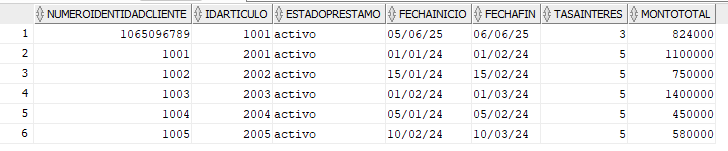 NUMEROIDENTIDADCLIENTE IDARTICULO ESTADOPRESTAMO FECHAINICIO FECHAFIN TASAINTERES MONTOTOTAL
1 1065096789 1001 activo 05/06/25 06/06/25 3 824000
2 1001 2001 activo 01/01/24 01/02/24 5 1100000
3 1002 2002 activo 15/01/24 15/02/24 5 750000
4 1003 2003 activo 01/02/24 01/03/24 5 1400000
5 1004 2004 activo 05/01/24 05/02/24 5 450000
6 1005 2005 activo 10/02/24 10/03/24 5 580000